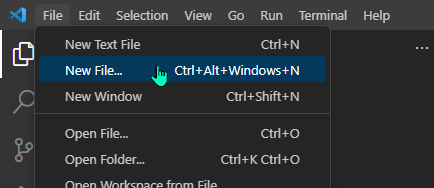 File Edit Selection View Go Run Terminal Help
New Text File Ctrl+N
New File... Ctrl+Alt+Windows+N
New Window Ctrl+Shift+N
Open File... Ctrl+O
Open Folder... Ctrl+K Ctrl+O
Open Workspace from File